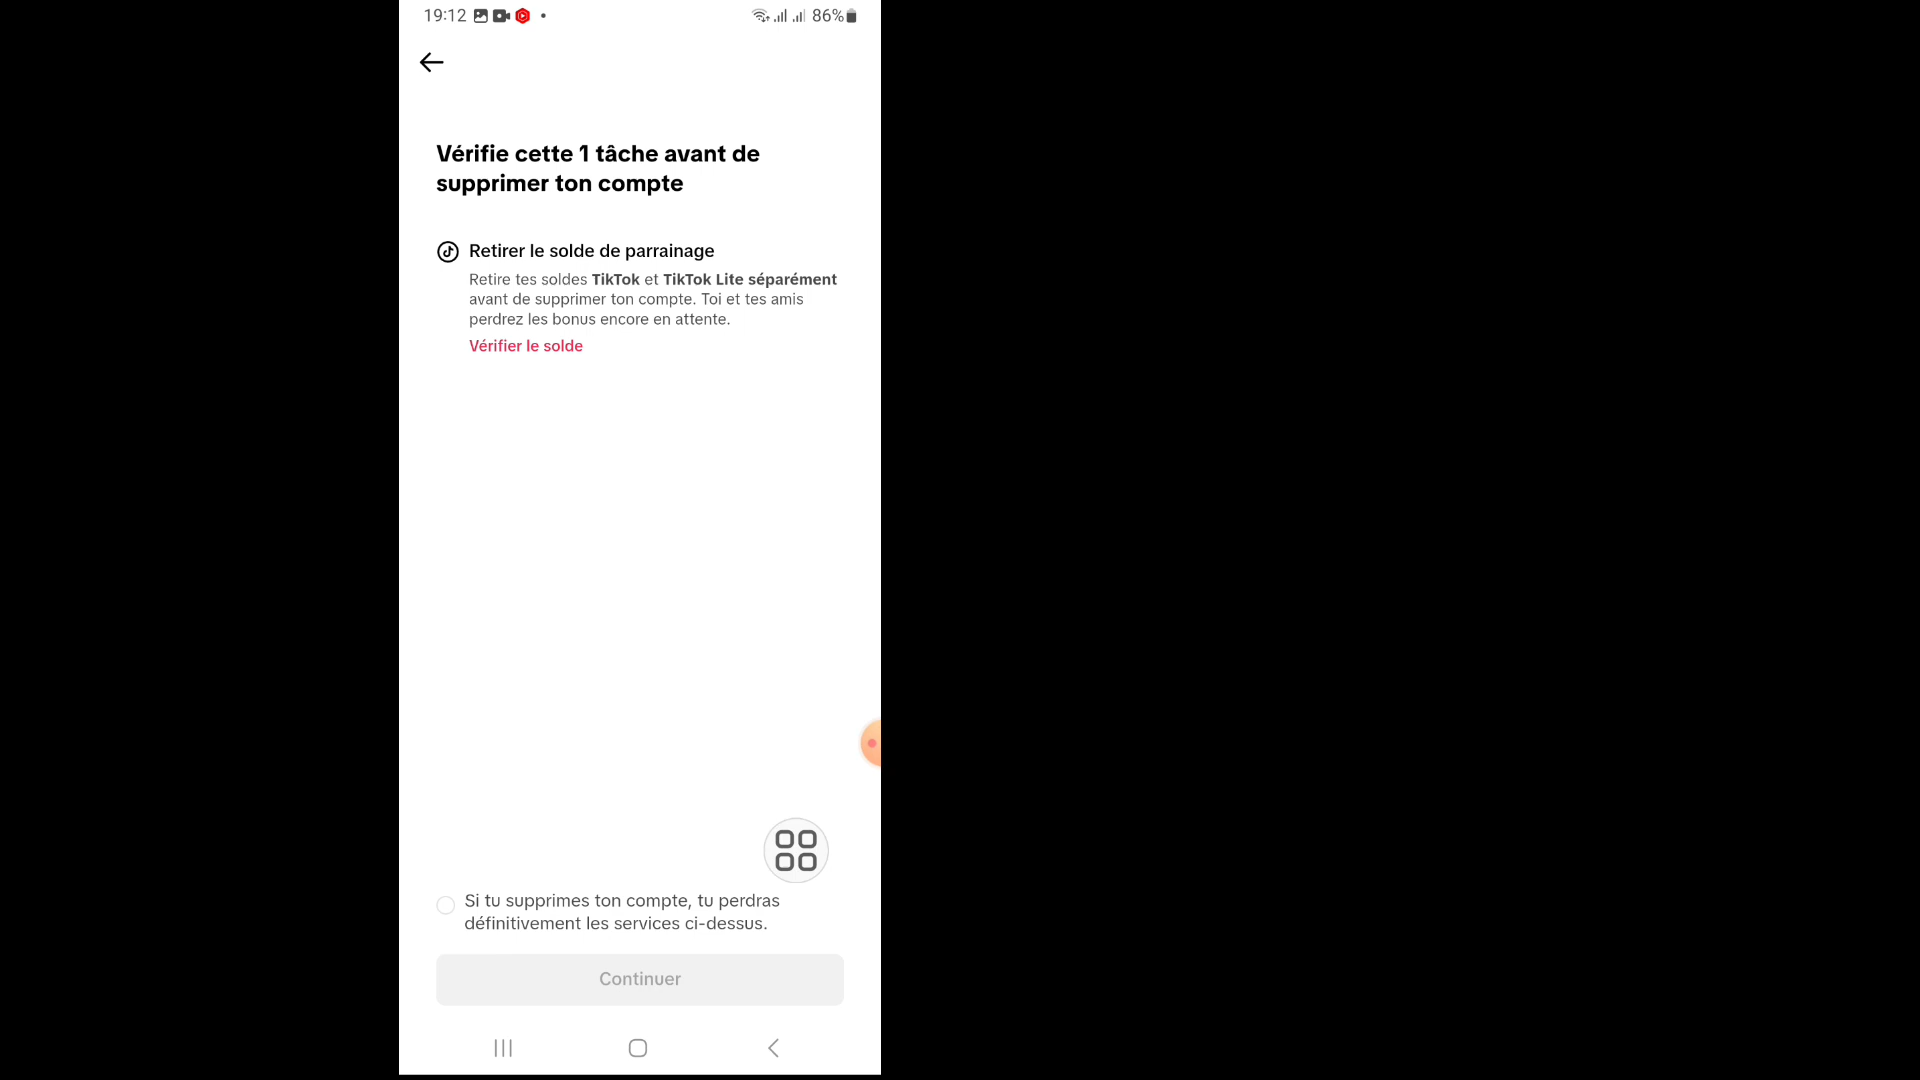 19:12
86%
Vérifie cette 1 tâche avant de
supprimer ton compte
Retirer le solde de parrainage
Retire tes soldes TikTok et TikTok Lite séparément
avant de supprimer ton compte. Toi et tes amis
perdrez les bonus encore en attente.
Vérifier le solde
Si tu supprimes ton compte, tu perdras
définitivement les services ci-dessus.
Continuer